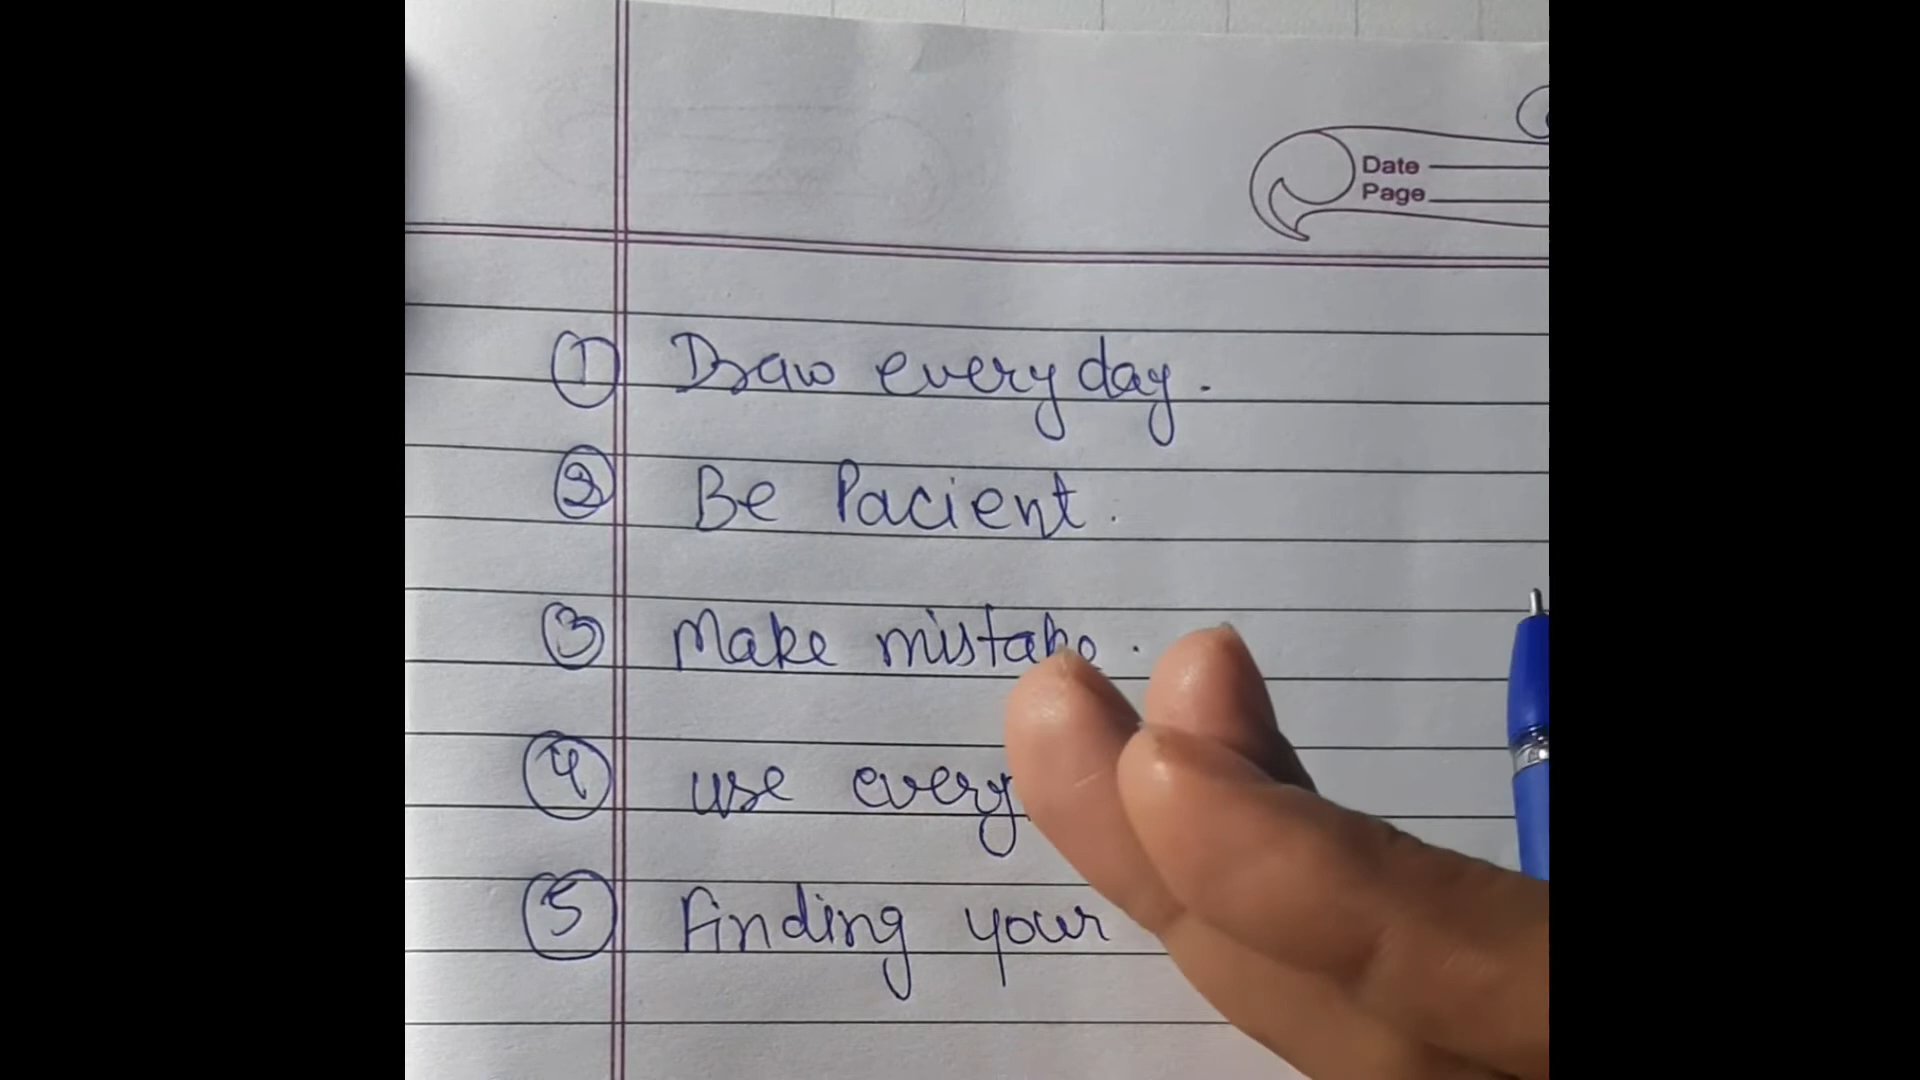 Date
Page
① Draw everyday.
② Be Pacient.
③ Make mistake.
④ use every
⑤ Finding your